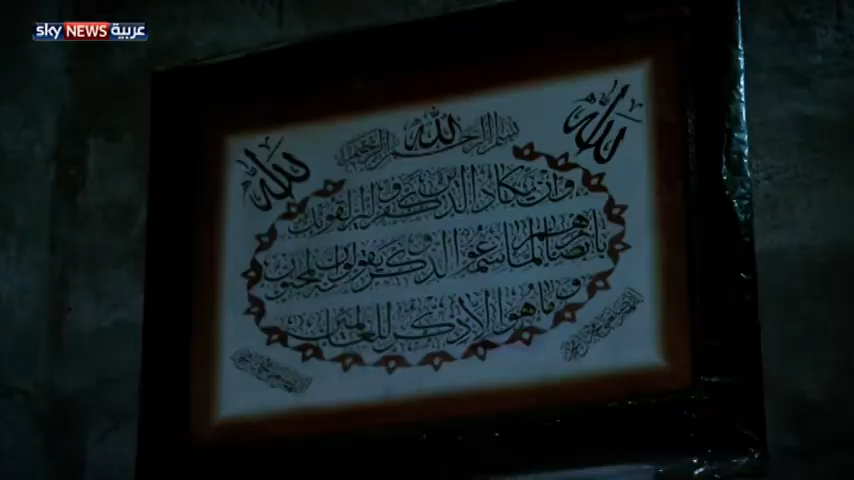 sky NEWS عربية
بسم الله الرحمن الرحيم
الله
الله
وإن يكاد الذين كفروا ليزلقونك
بأبصارهم لما سمعوا الذكر ويقولون إنه لمجنون
وما هو إلا ذكر للعالمين